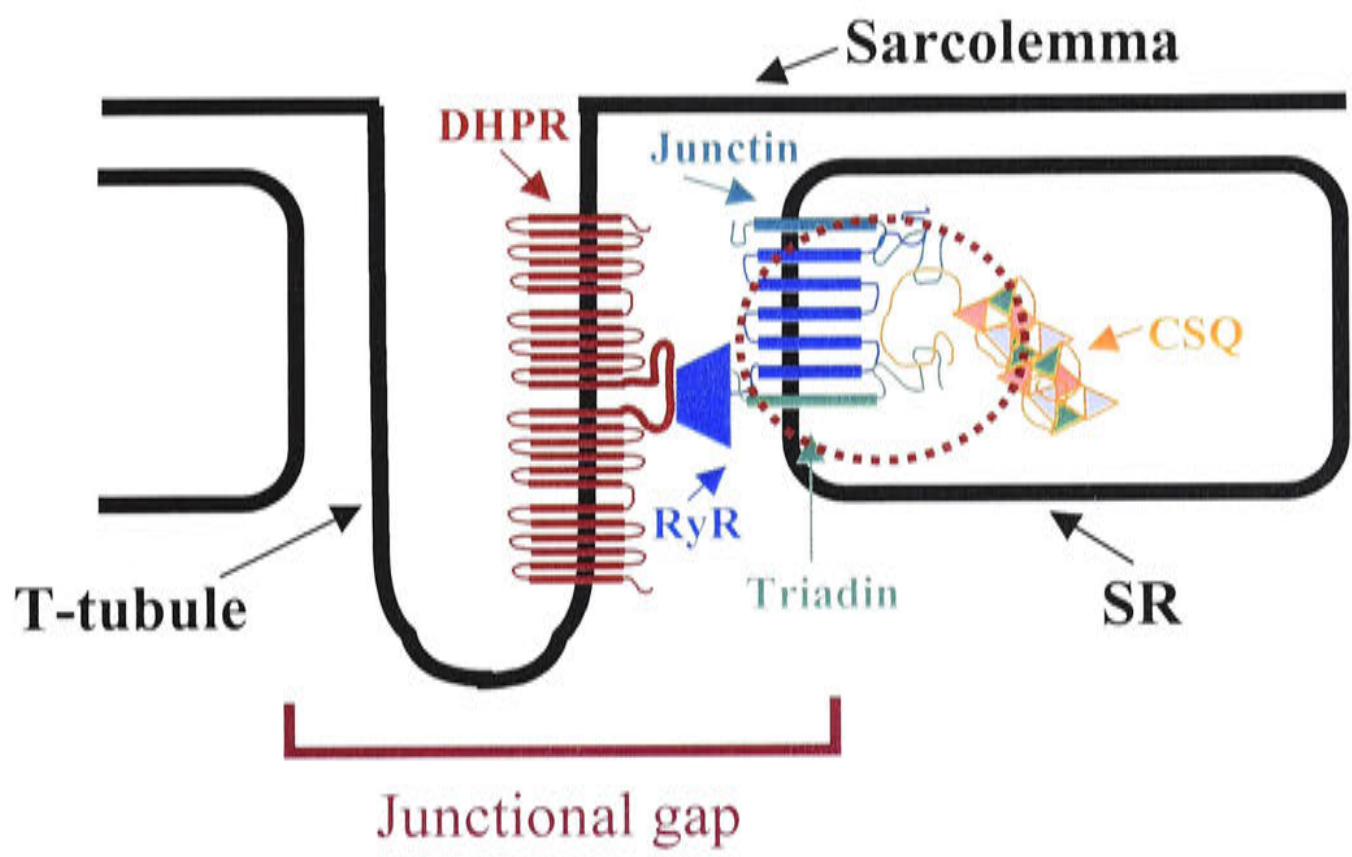 Sarcolemma
DHPR
Junctin
CSQ
RyR
Triadin
T-tubule
SR
Junctional gap